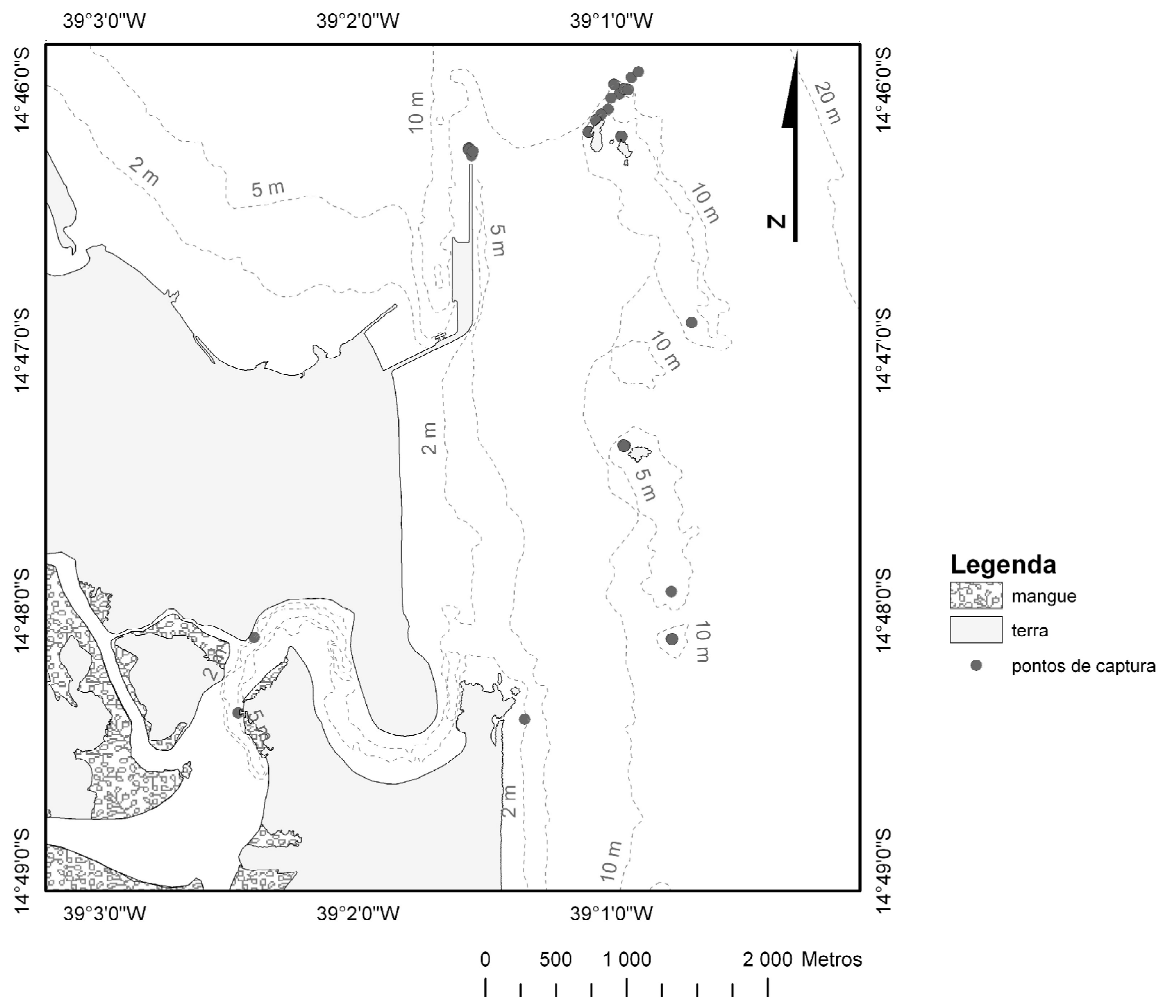 39°3'0"W 39°2'0"W 39°1'0"W
14°46'0"S
14°46'0"S
20 m
10 m
2 m
5 m
10 m
N
5 m
14°47'0"S
14°47'0"S
10 m
2 m
5 m
Legenda
mangue
terra
pontos de captura
14°48'0"S
14°48'0"S
10 m
2 m
5 m
2 m
10 m
14°49'0"S
14°49'0"S
39°3'0"W 39°2'0"W 39°1'0"W
0 500 1 000 2 000 Metros